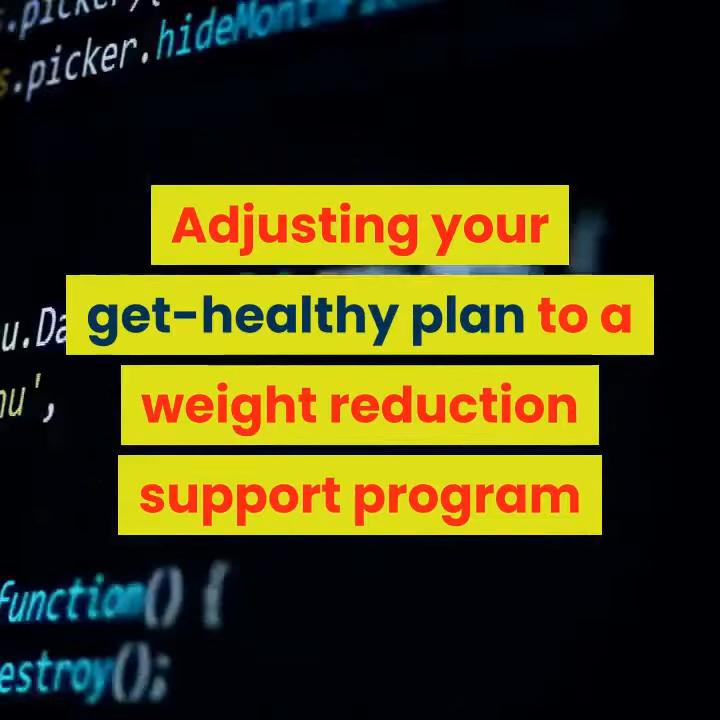 .picker.hideMont
Adjusting your
get-healthy plan to a
weight reduction
support program
u.Da
nu',
function() {
estroy();